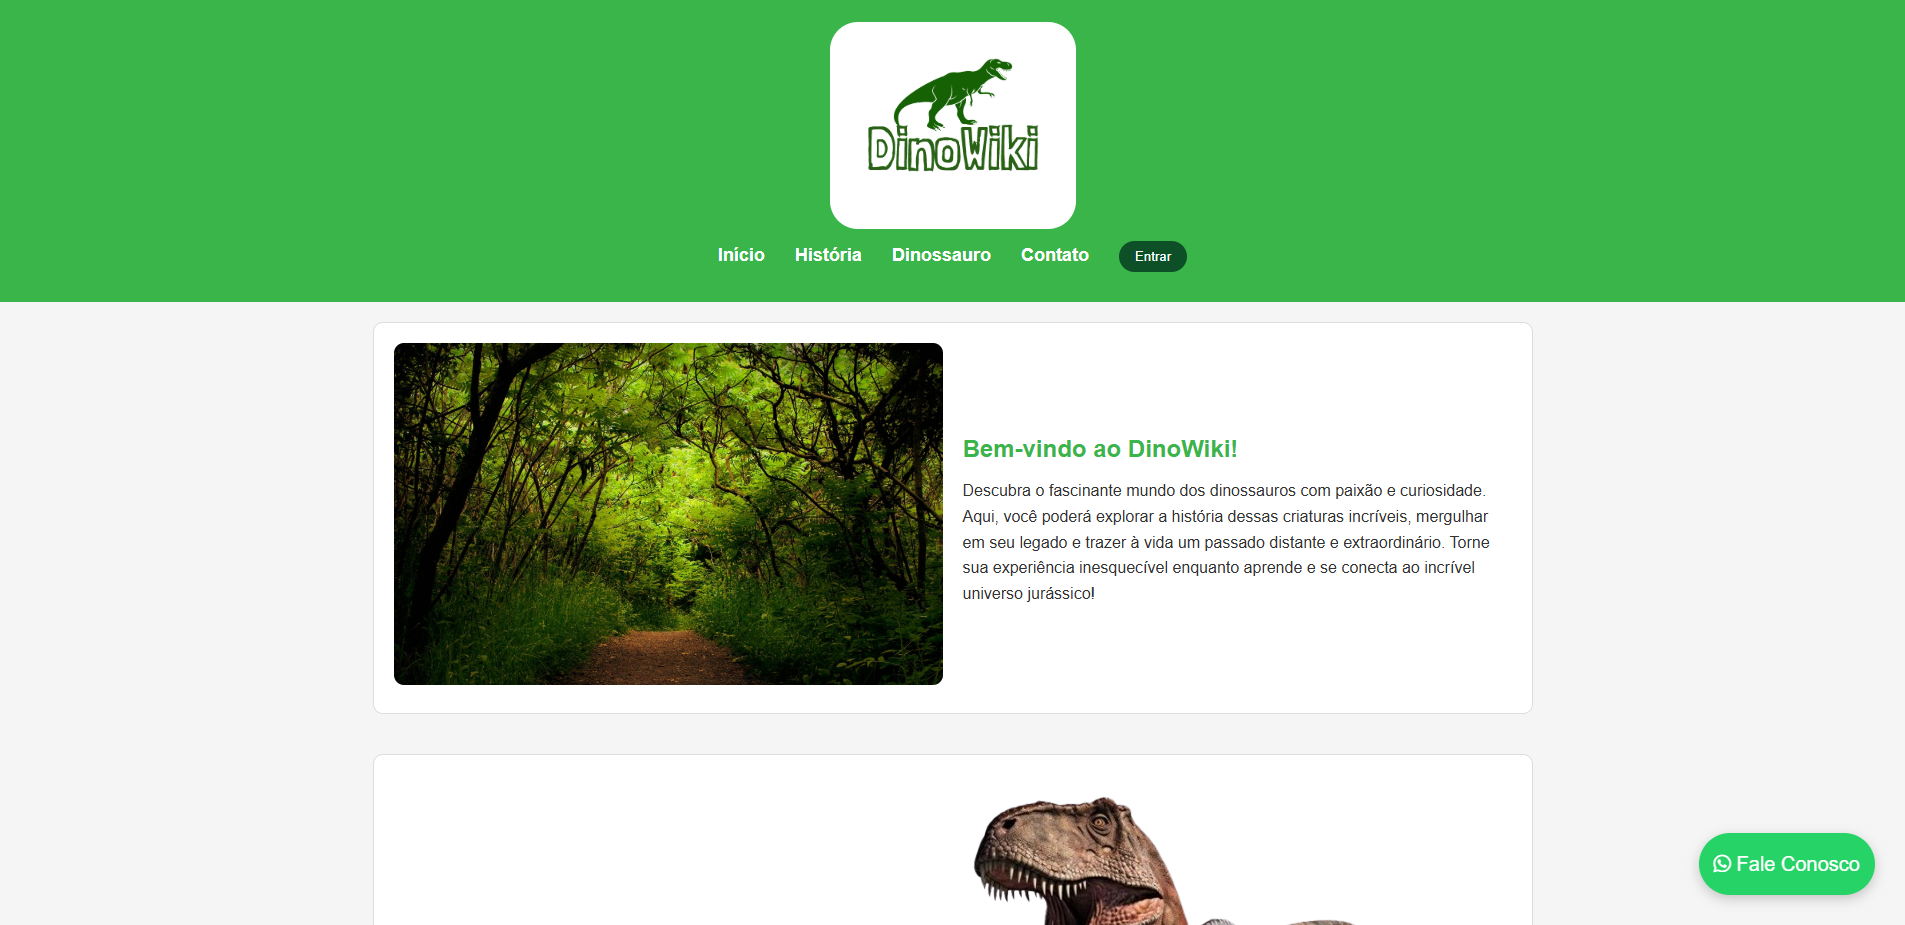 DinoWiki
Início História Dinossauro Contato Entrar
Bem-vindo ao DinoWiki!
Descubra o fascinante mundo dos dinossauros com paixão e curiosidade.
Aqui, você poderá explorar a história dessas criaturas incríveis, mergulhar
em seu legado e trazer à vida um passado distante e extraordinário. Torne
sua experiência inesquecível enquanto aprende e se conecta ao incrível
universo jurássico!
Fale Conosco